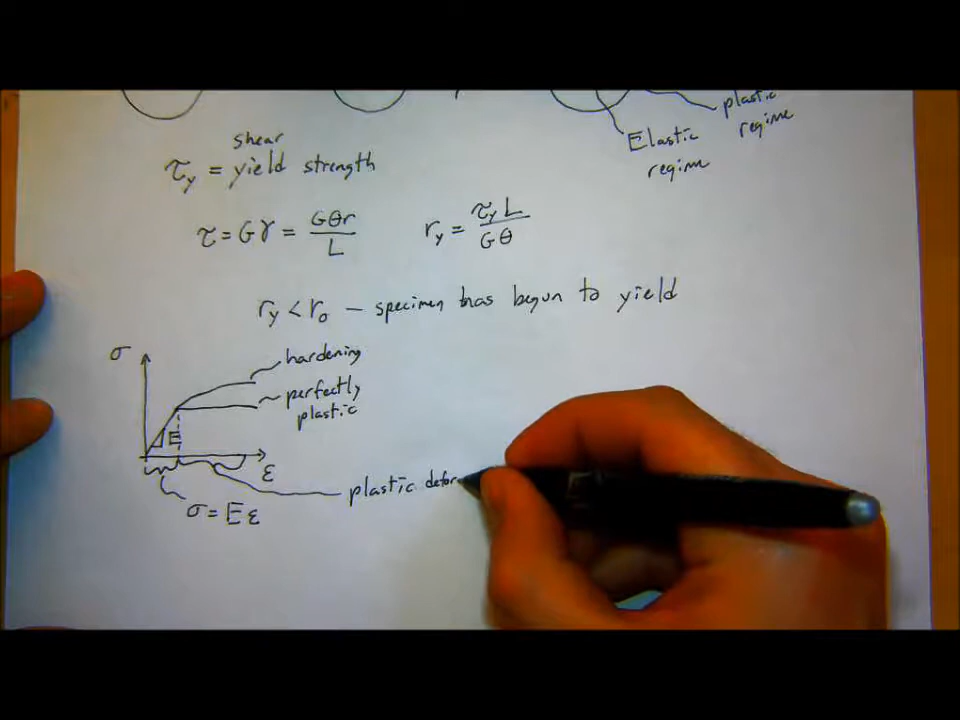 plastic
regime
Elastic
regime
shear
τy = yield strength
τ = Gγ = Gθr / L
ry = τy L / Gθ
ry < ro — specimen has begun to yield
σ
hardening
perfectly
plastic
E
ε
plastic defor
σ = Eε